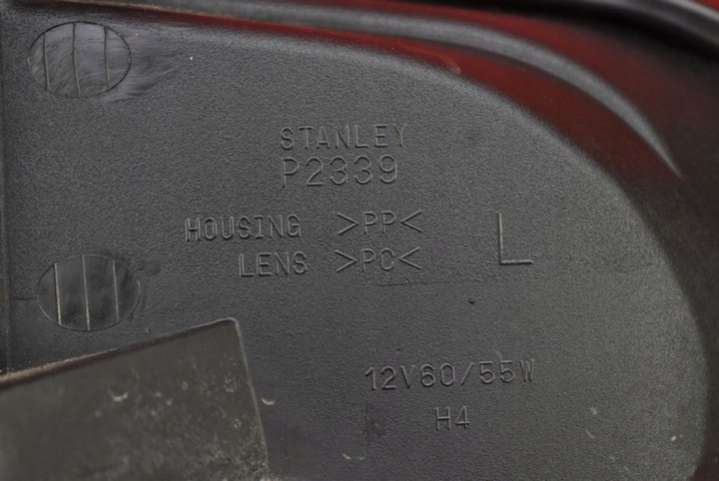 STANLEY
P2339
HOUSING >PP< L
LENS >PC<
12V60/55W
H4